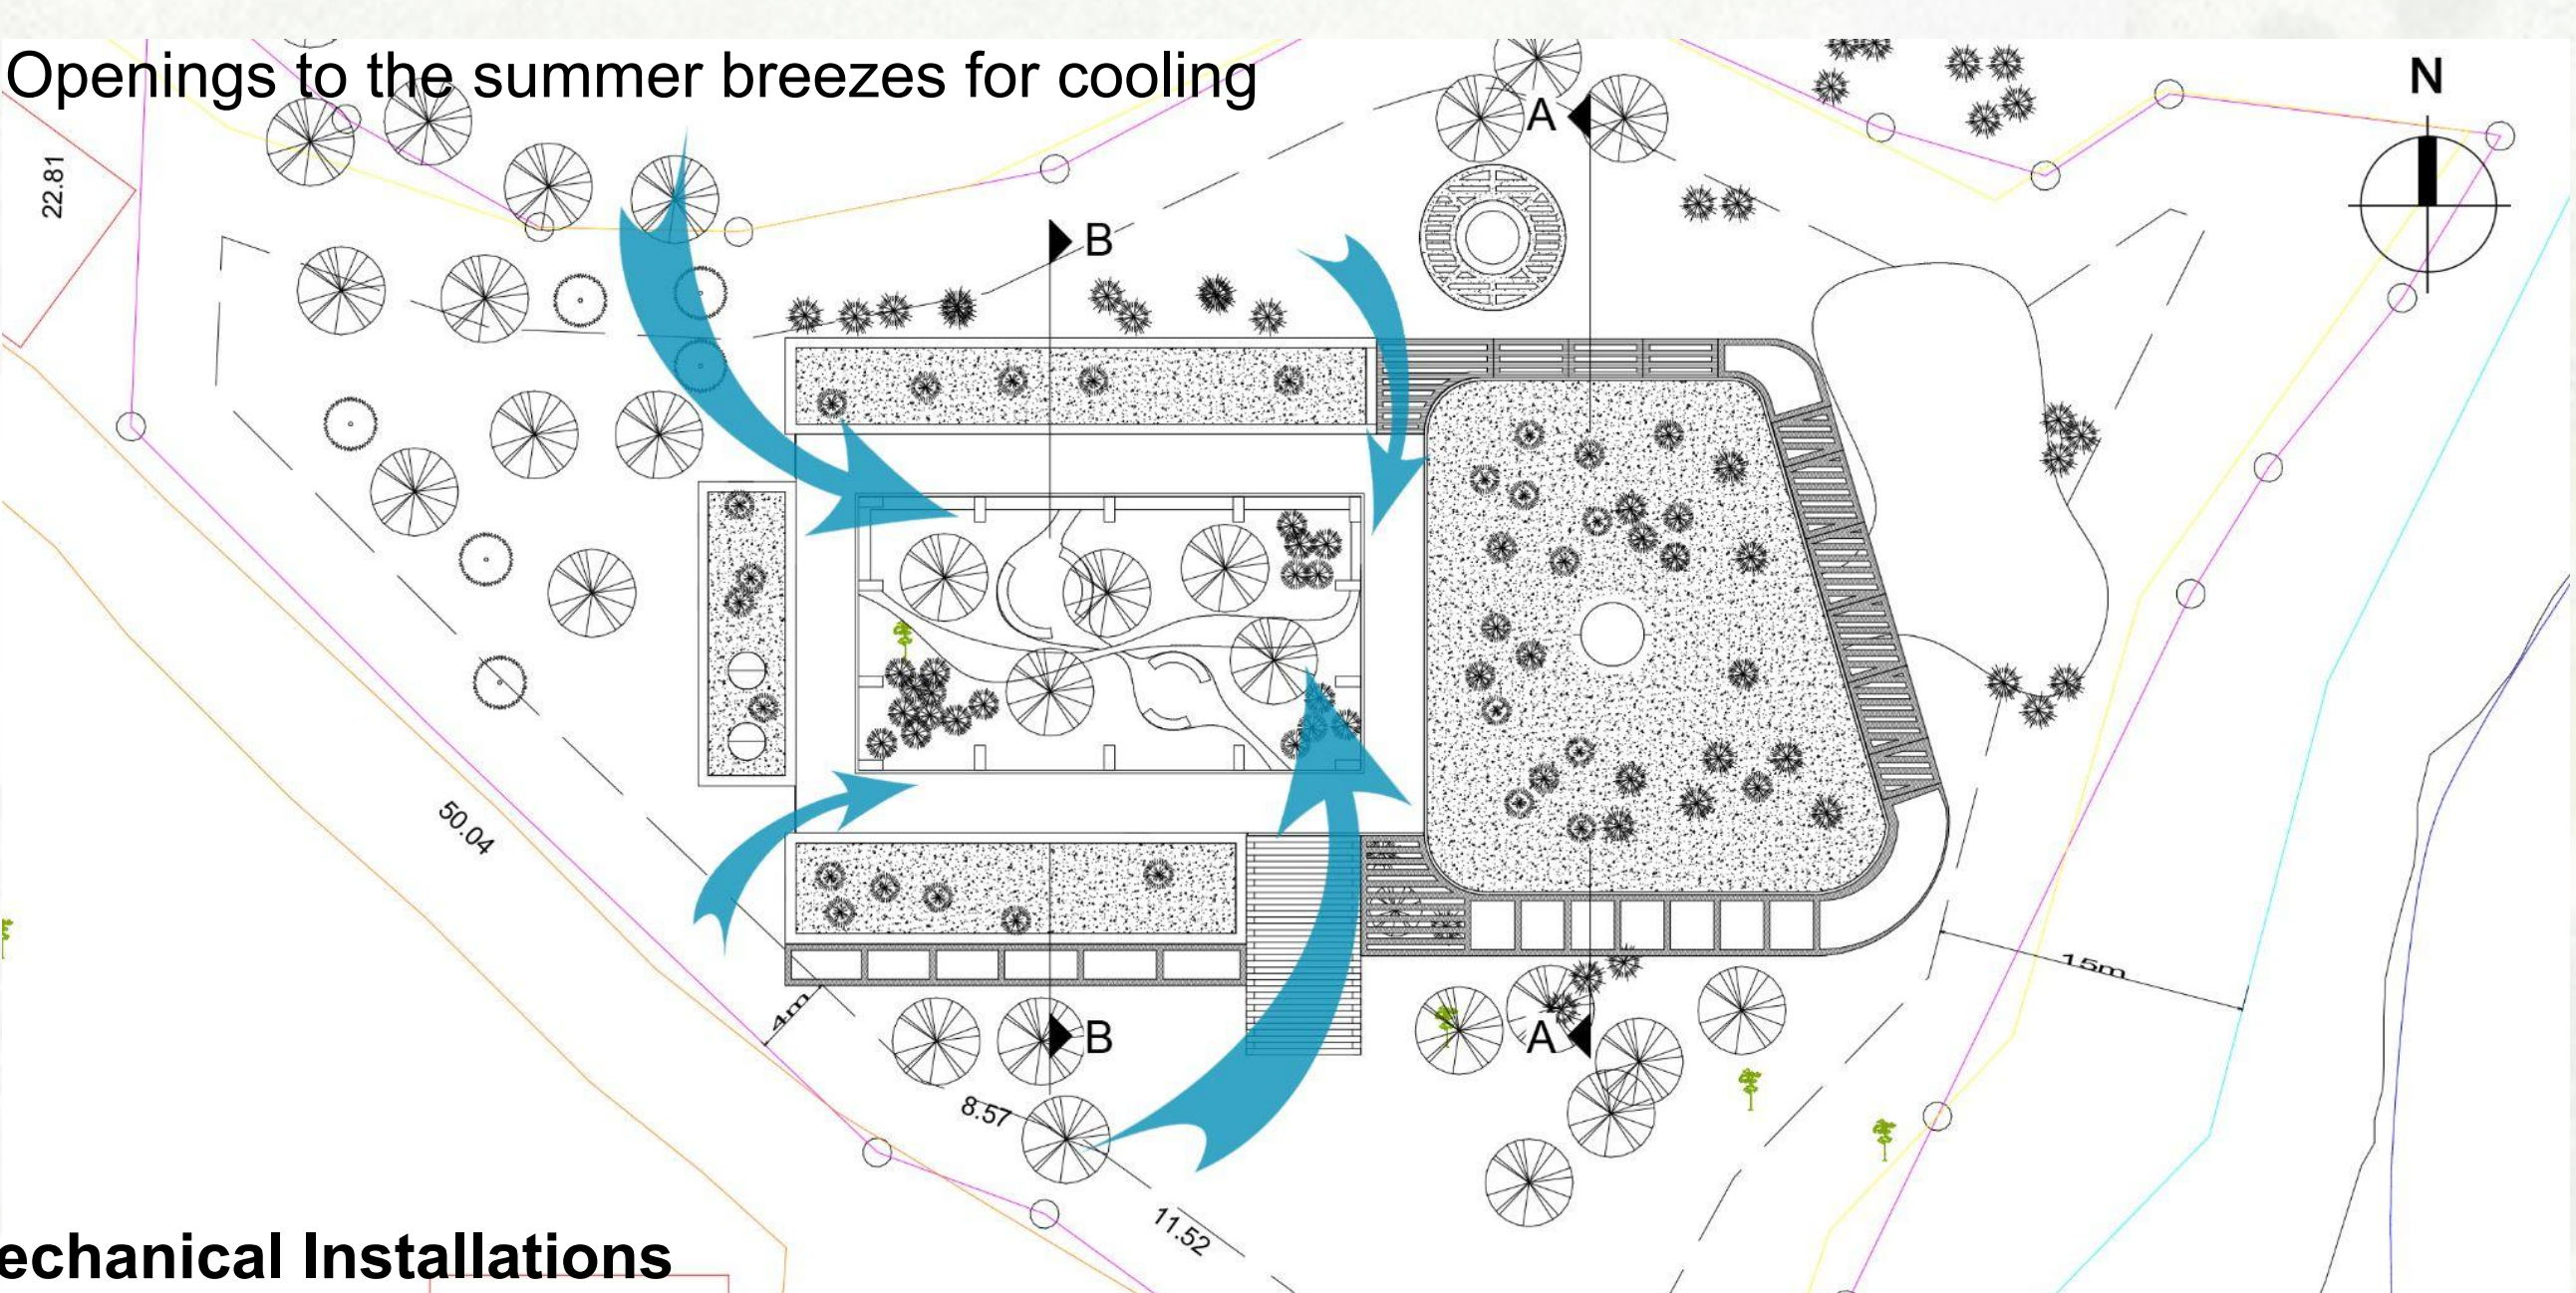 Openings to the summer breezes for cooling
N
A
22.81
B
50.04
15m
4m
B
A
8.57
11.52
echanical Installations